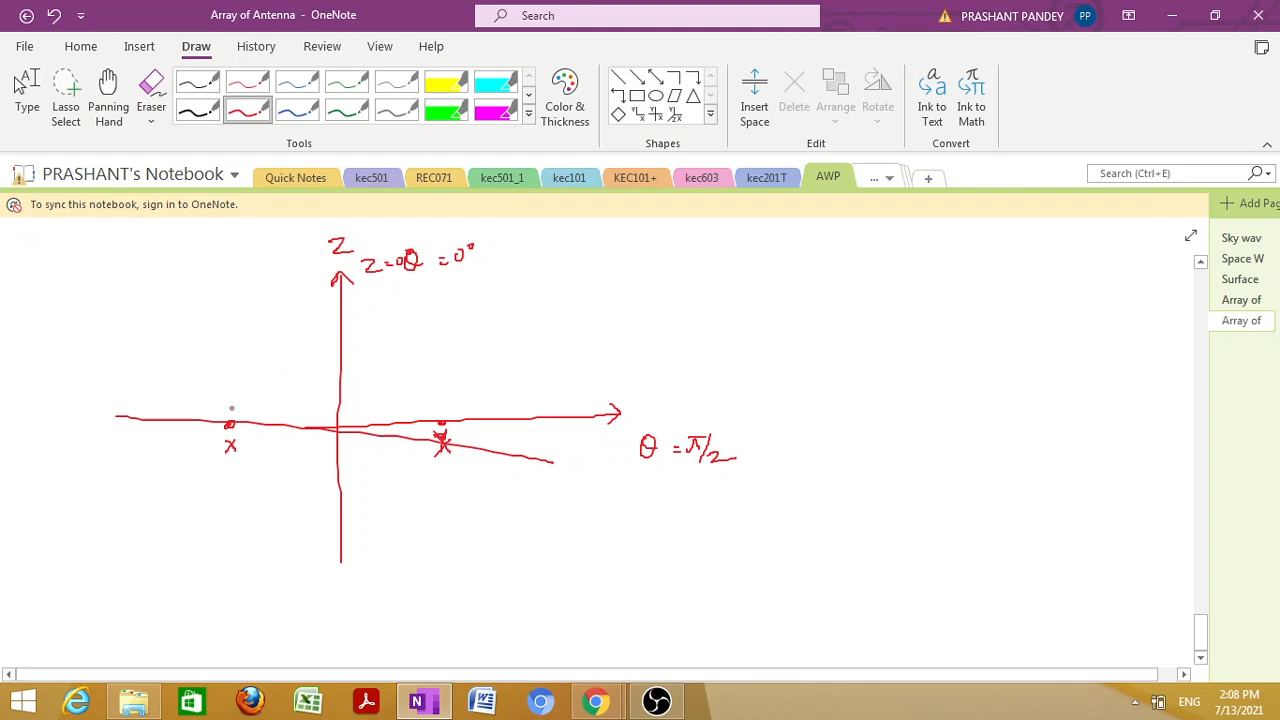 Array of Antenna - OneNote
Search
PRASHANT PANDEY PP
File Home Insert Draw History Review View Help
Type
Lasso Select
Panning Hand
Eraser
Color & Thickness
Insert Space
Delete
Arrange
Rotate
Ink to Text
Ink to Math
Tools Shapes Edit Convert
PRASHANT's Notebook Quick Notes kec501 REC071 kec501_1 kec101 KEC101+ kec603 kec201T AWP ... + Search (Ctrl+E)
To sync this notebook, sign in to OneNote.
Add Pag
Sky wav
Space W
Surface
Array of
Array of
Z
θ = 0°
θ = π/2
x x
ENG
2:08 PM
7/13/2021